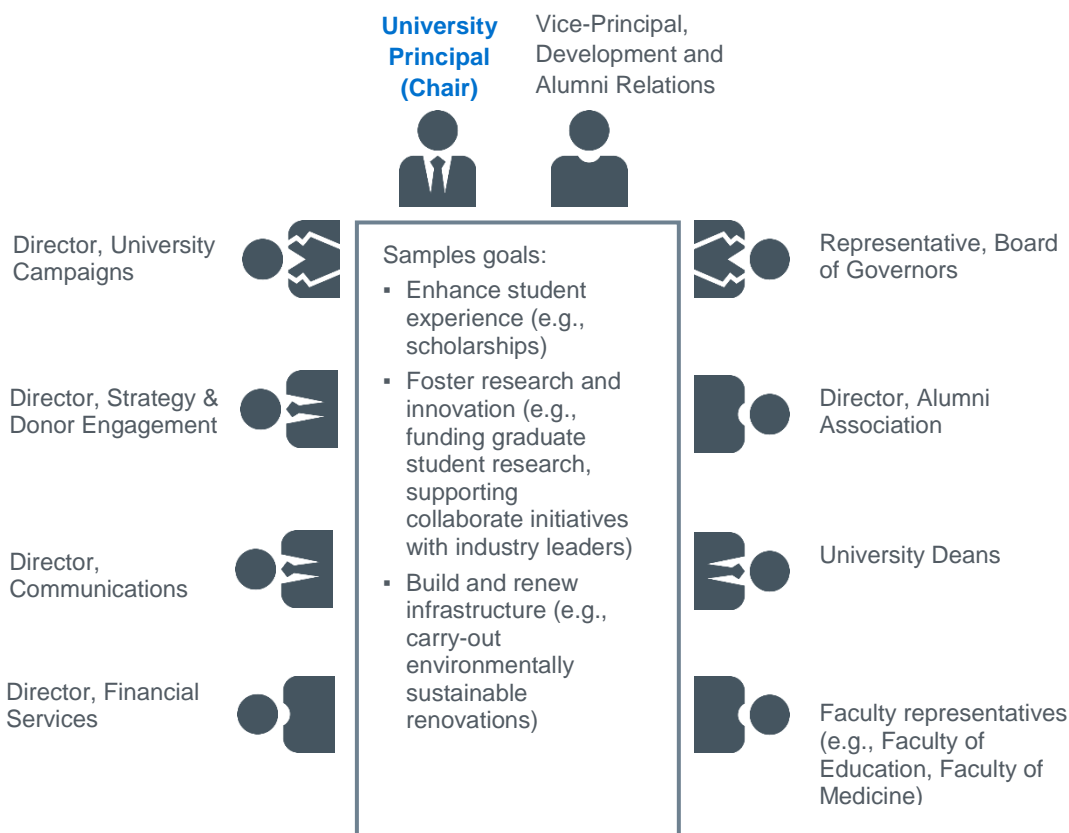 University
Principal
(Chair)
Vice-Principal,
Development and
Alumni Relations
Director, University
Campaigns
Director, Strategy &
Donor Engagement
Director,
Communications
Director, Financial
Services
Samples goals:
▪ Enhance student
experience (e.g.,
scholarships)
▪ Foster research and
innovation (e.g.,
funding graduate
student research,
supporting
collaborate initiatives
with industry leaders)
▪ Build and renew
infrastructure (e.g.,
carry-out
environmentally
sustainable
renovations)
Representative, Board
of Governors
Director, Alumni
Association
University Deans
Faculty representatives
(e.g., Faculty of
Education, Faculty of
Medicine)